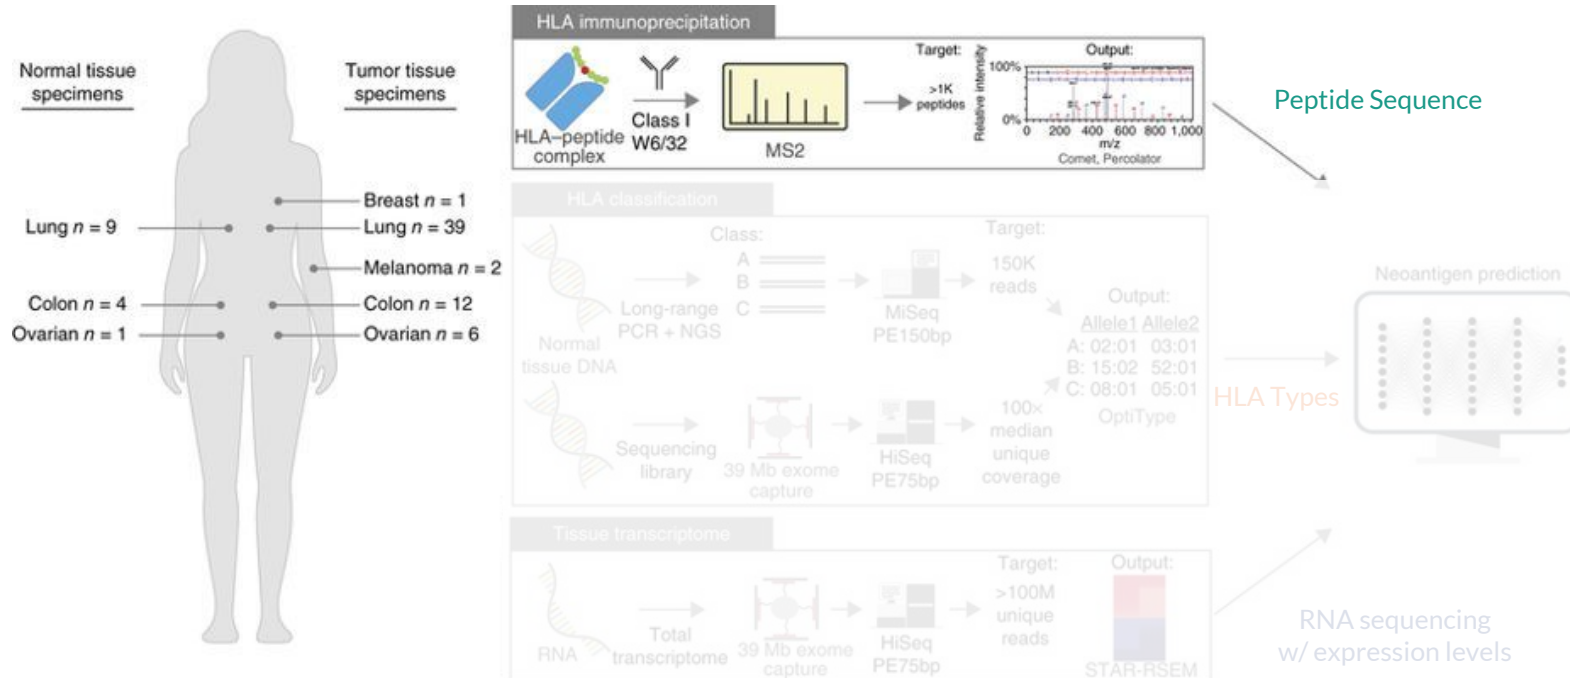 Normal tissue
specimens
Tumor tissue
specimens
Breast n = 1
Lung n = 9
Lung n = 39
Melanoma n = 2
Colon n = 4
Colon n = 12
Ovarian n = 1
Ovarian n = 6
HLA immunoprecipitation
HLA–peptide
complex
Class I
W6/32
MS2
Target:
>1K
peptides
Output:
Relative intensity
100%
0%
0 200 400 600 800 1,000
m/z
Comet, Percolator
Peptide Sequence
HLA classification
Normal
tissue DNA
Long-range
PCR + NGS
Class:
A
B
C
MiSeq
PE150bp
Target:
150K
reads
Sequencing
library
39 Mb exome
capture
HiSeq
PE75bp
100×
median
unique
coverage
Output:
Allele1 Allele2
A: 02:01 03:01
B: 15:02 52:01
C: 08:01 05:01
OptiType
HLA Types
Neoantigen prediction
Tissue transcriptome
RNA
Total
transcriptome
39 Mb exome
capture
HiSeq
PE75bp
Target:
>100M
unique
reads
Output:
STAR-RSEM
RNA sequencing
w/ expression levels